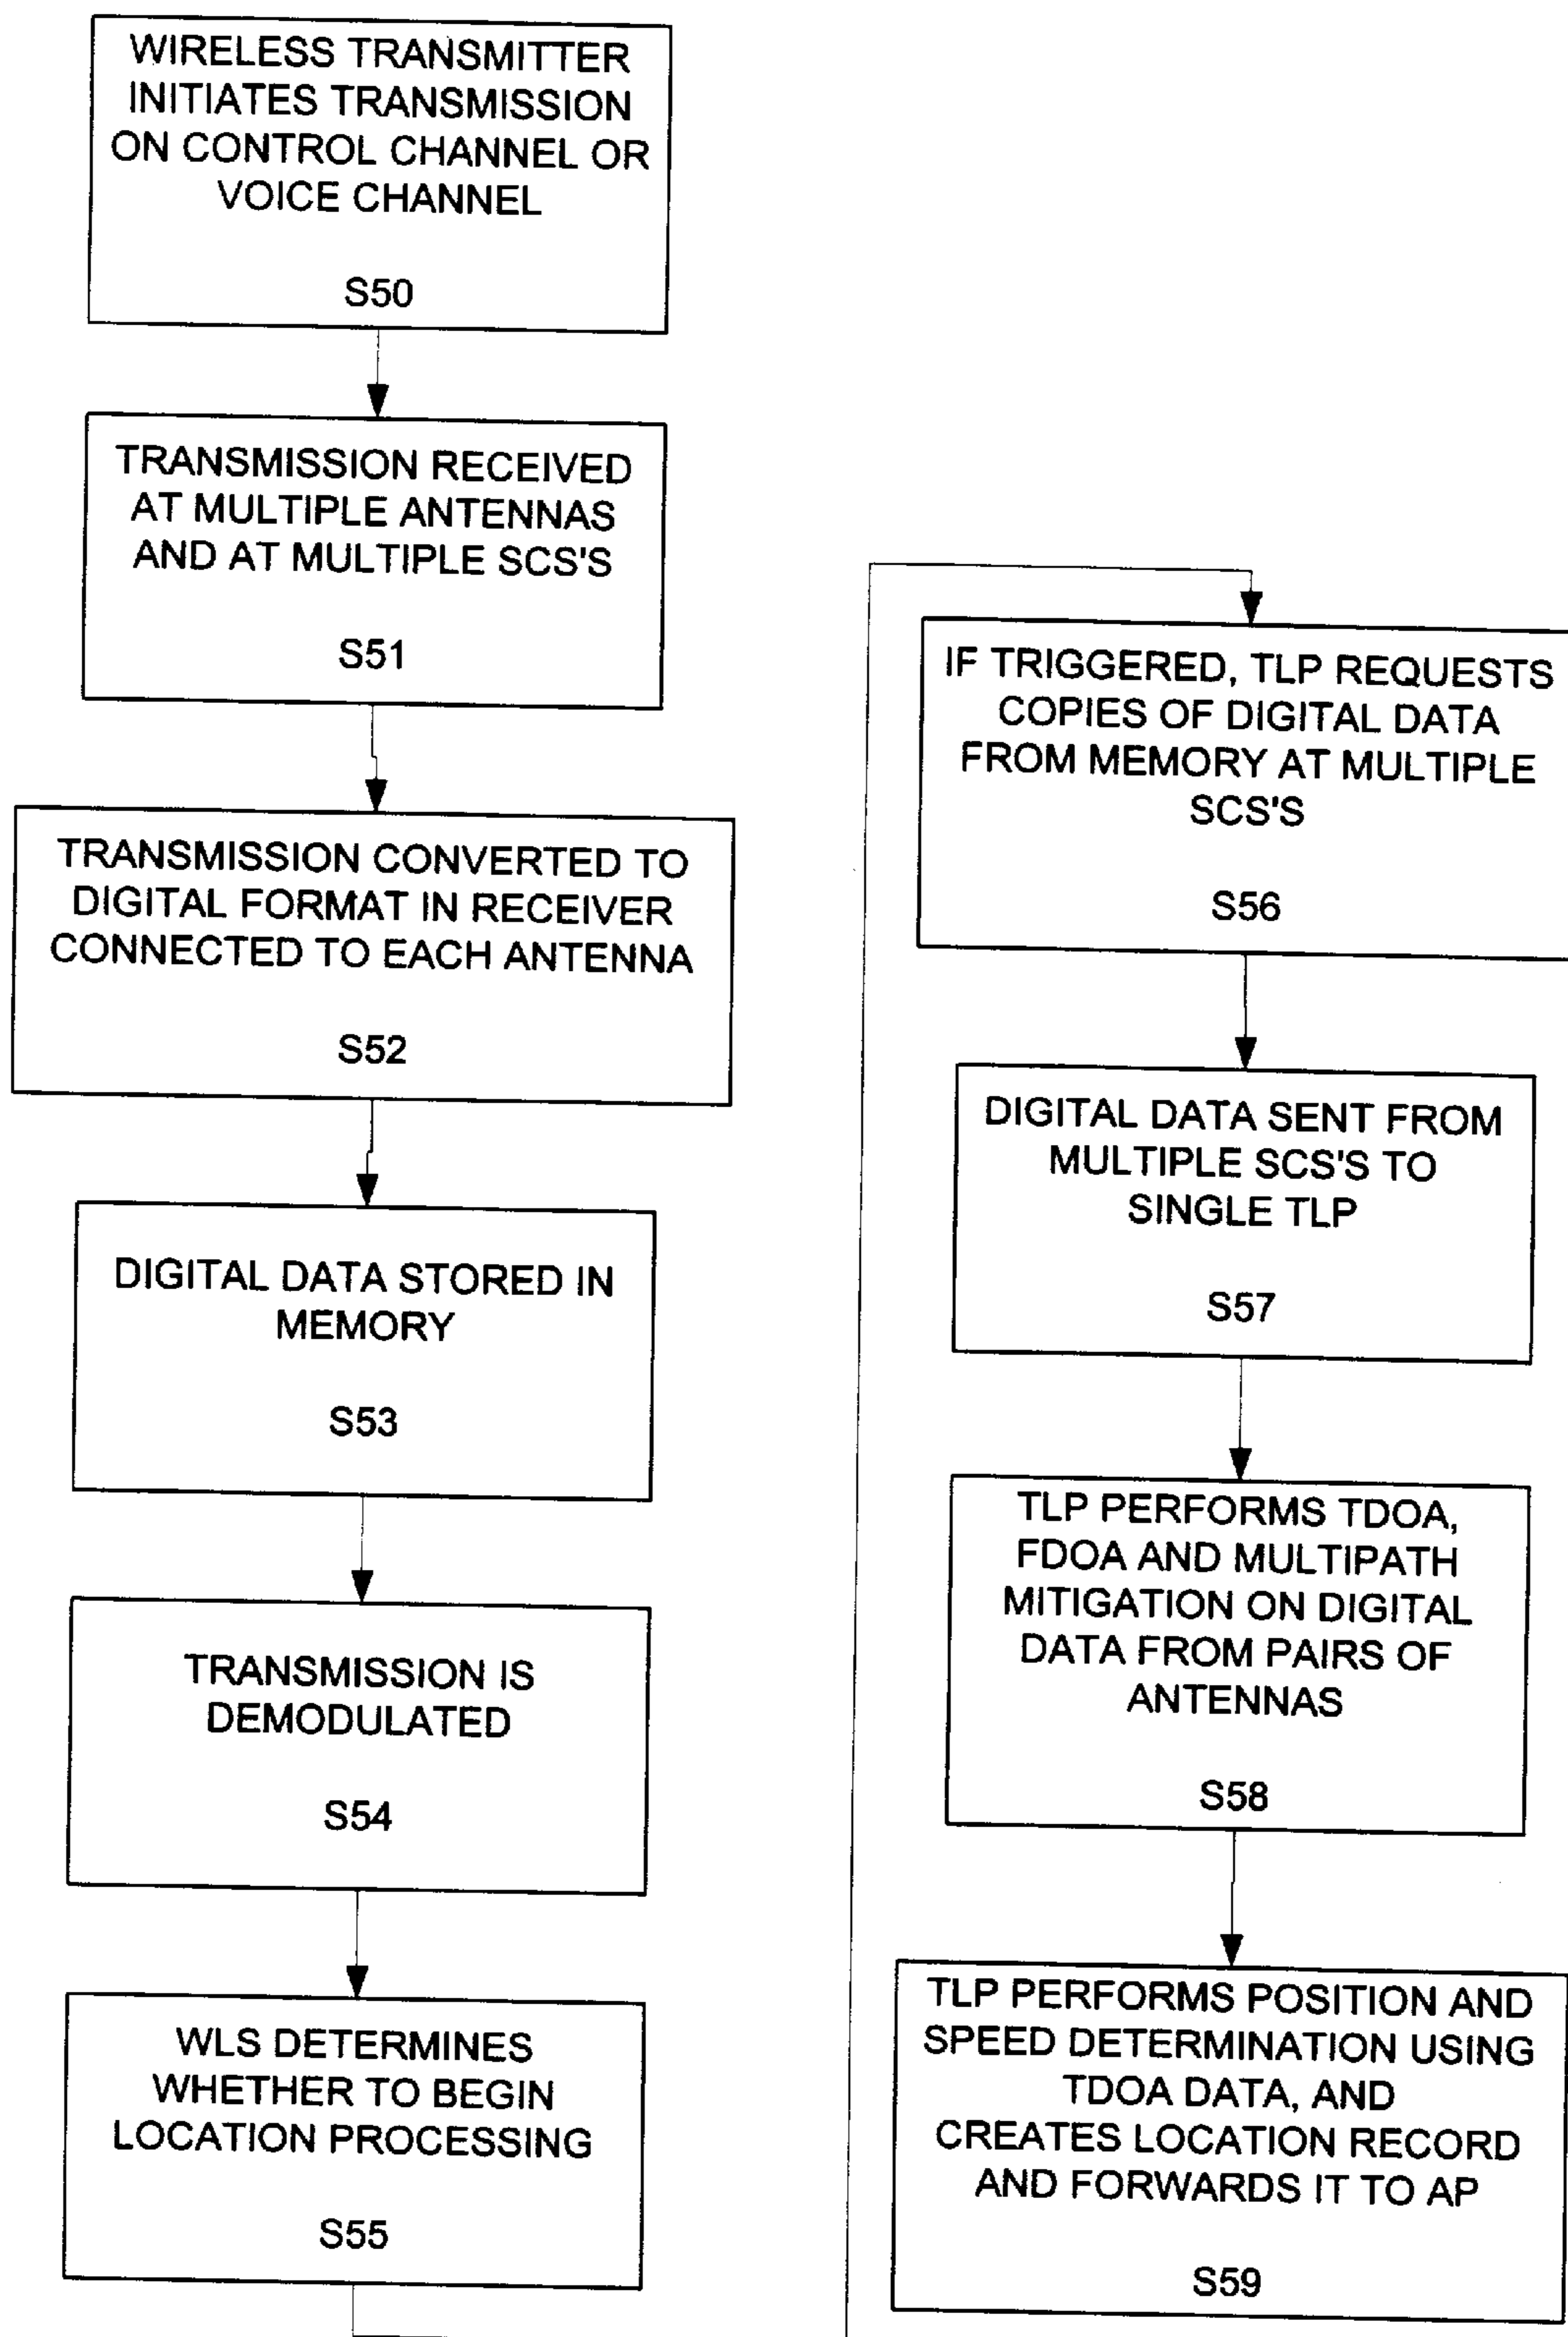 WIRELESS TRANSMITTER
INITIATES TRANSMISSION
ON CONTROL CHANNEL OR
VOICE CHANNEL
S50
TRANSMISSION RECEIVED
AT MULTIPLE ANTENNAS
AND AT MULTIPLE SCS'S
S51
TRANSMISSION CONVERTED TO
DIGITAL FORMAT IN RECEIVER
CONNECTED TO EACH ANTENNA
S52
DIGITAL DATA STORED IN
MEMORY
S53
TRANSMISSION IS
DEMODULATED
S54
WLS DETERMINES
WHETHER TO BEGIN
LOCATION PROCESSING
S55
IF TRIGGERED, TLP REQUESTS
COPIES OF DIGITAL DATA
FROM MEMORY AT MULTIPLE
SCS'S
S56
DIGITAL DATA SENT FROM
MULTIPLE SCS'S TO
SINGLE TLP
S57
TLP PERFORMS TDOA,
FDOA AND MULTIPATH
MITIGATION ON DIGITAL
DATA FROM PAIRS OF
ANTENNAS
S58
TLP PERFORMS POSITION AND
SPEED DETERMINATION USING
TDOA DATA, AND
CREATES LOCATION RECORD
AND FORWARDS IT TO AP
S59